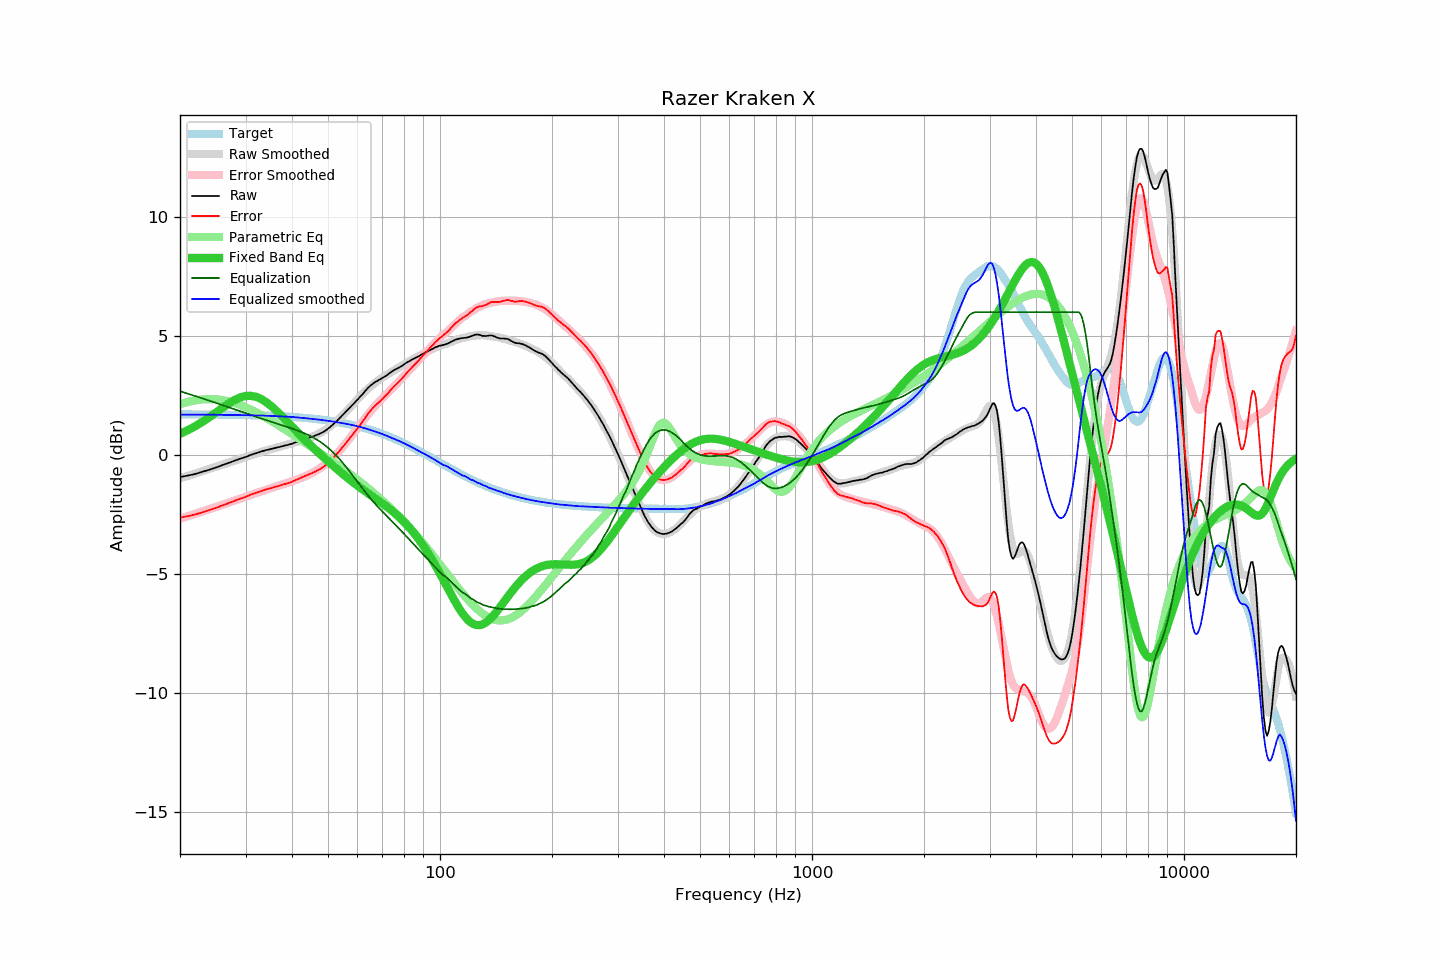 Razer Kraken X
Target
Raw Smoothed
Error Smoothed
Raw
Error
Parametric Eq
Fixed Band Eq
Equalization
Equalized smoothed
10
5
0
−5
−10
−15
Amplitude (dBr)
100 1000 10000
Frequency (Hz)